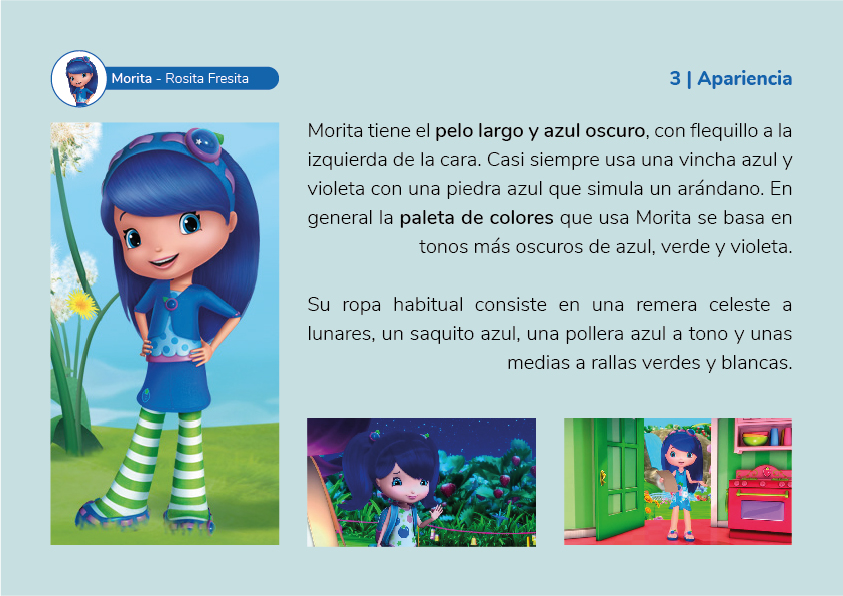 Morita - Rosita Fresita
3 | Apariencia
Morita tiene el pelo largo y azul oscuro, con flequillo a la
izquierda de la cara. Casi siempre usa una vincha azul y
violeta con una piedra azul que simula un arándano. En
general la paleta de colores que usa Morita se basa en
tonos más oscuros de azul, verde y violeta.
Su ropa habitual consiste en una remera celeste a
lunares, un saquito azul, una pollera azul a tono y unas
medias a rallas verdes y blancas.